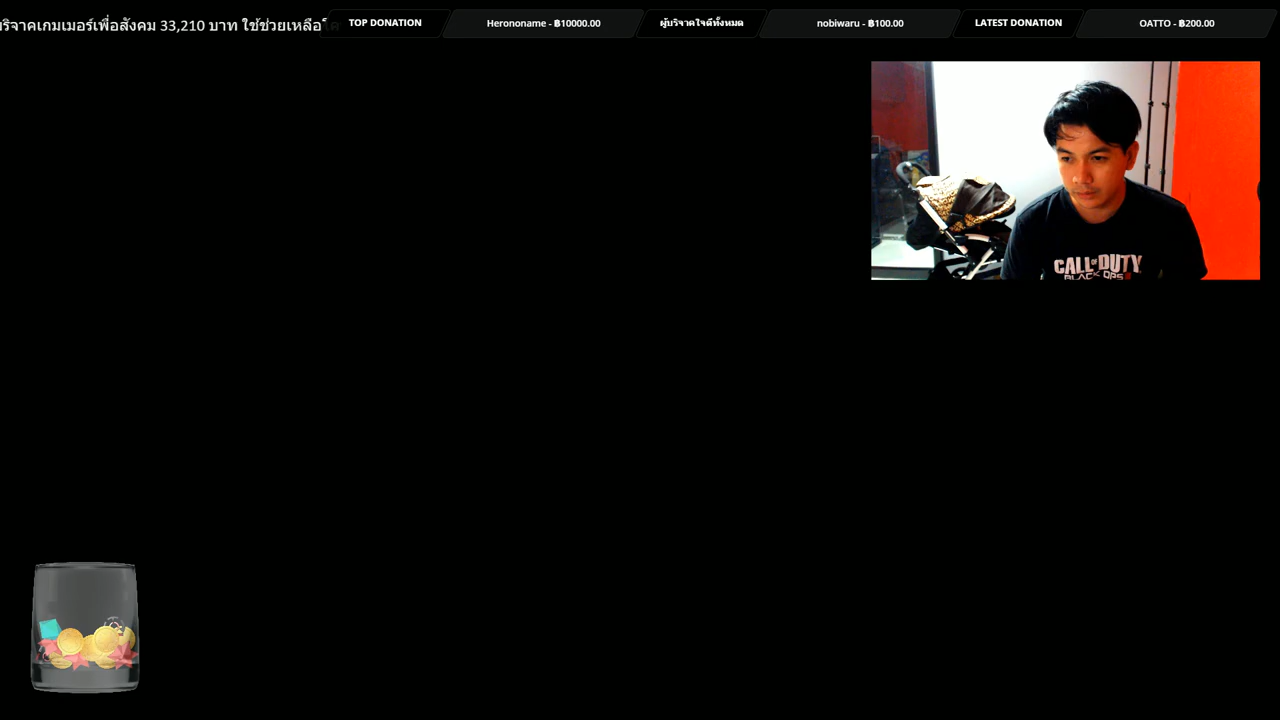 ริจาคเกมเมอร์เพื่อสังคม 33,210 บาท ใช้ช่วยเหลือ
TOP DONATION
Herononame - ฿10000.00
ผู้บริจาคใจดีทั้งหมด
nobiwaru - ฿100.00
LATEST DONATION
OATTO - ฿200.00
CALL OF DUTY
BLACK OPS